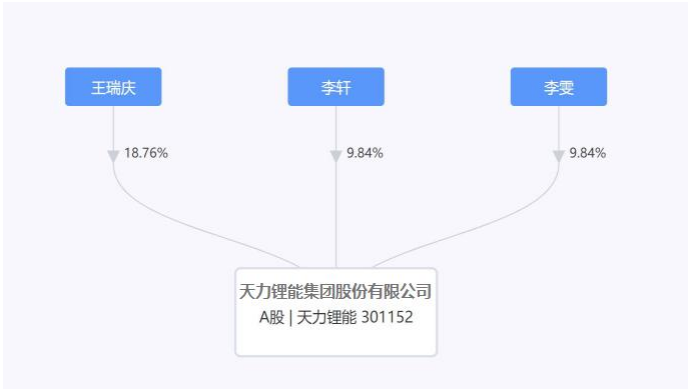 王瑞庆
李轩
李雯
18.76%
9.84%
9.84%
天力锂能集团股份有限公司
A股 | 天力锂能 301152